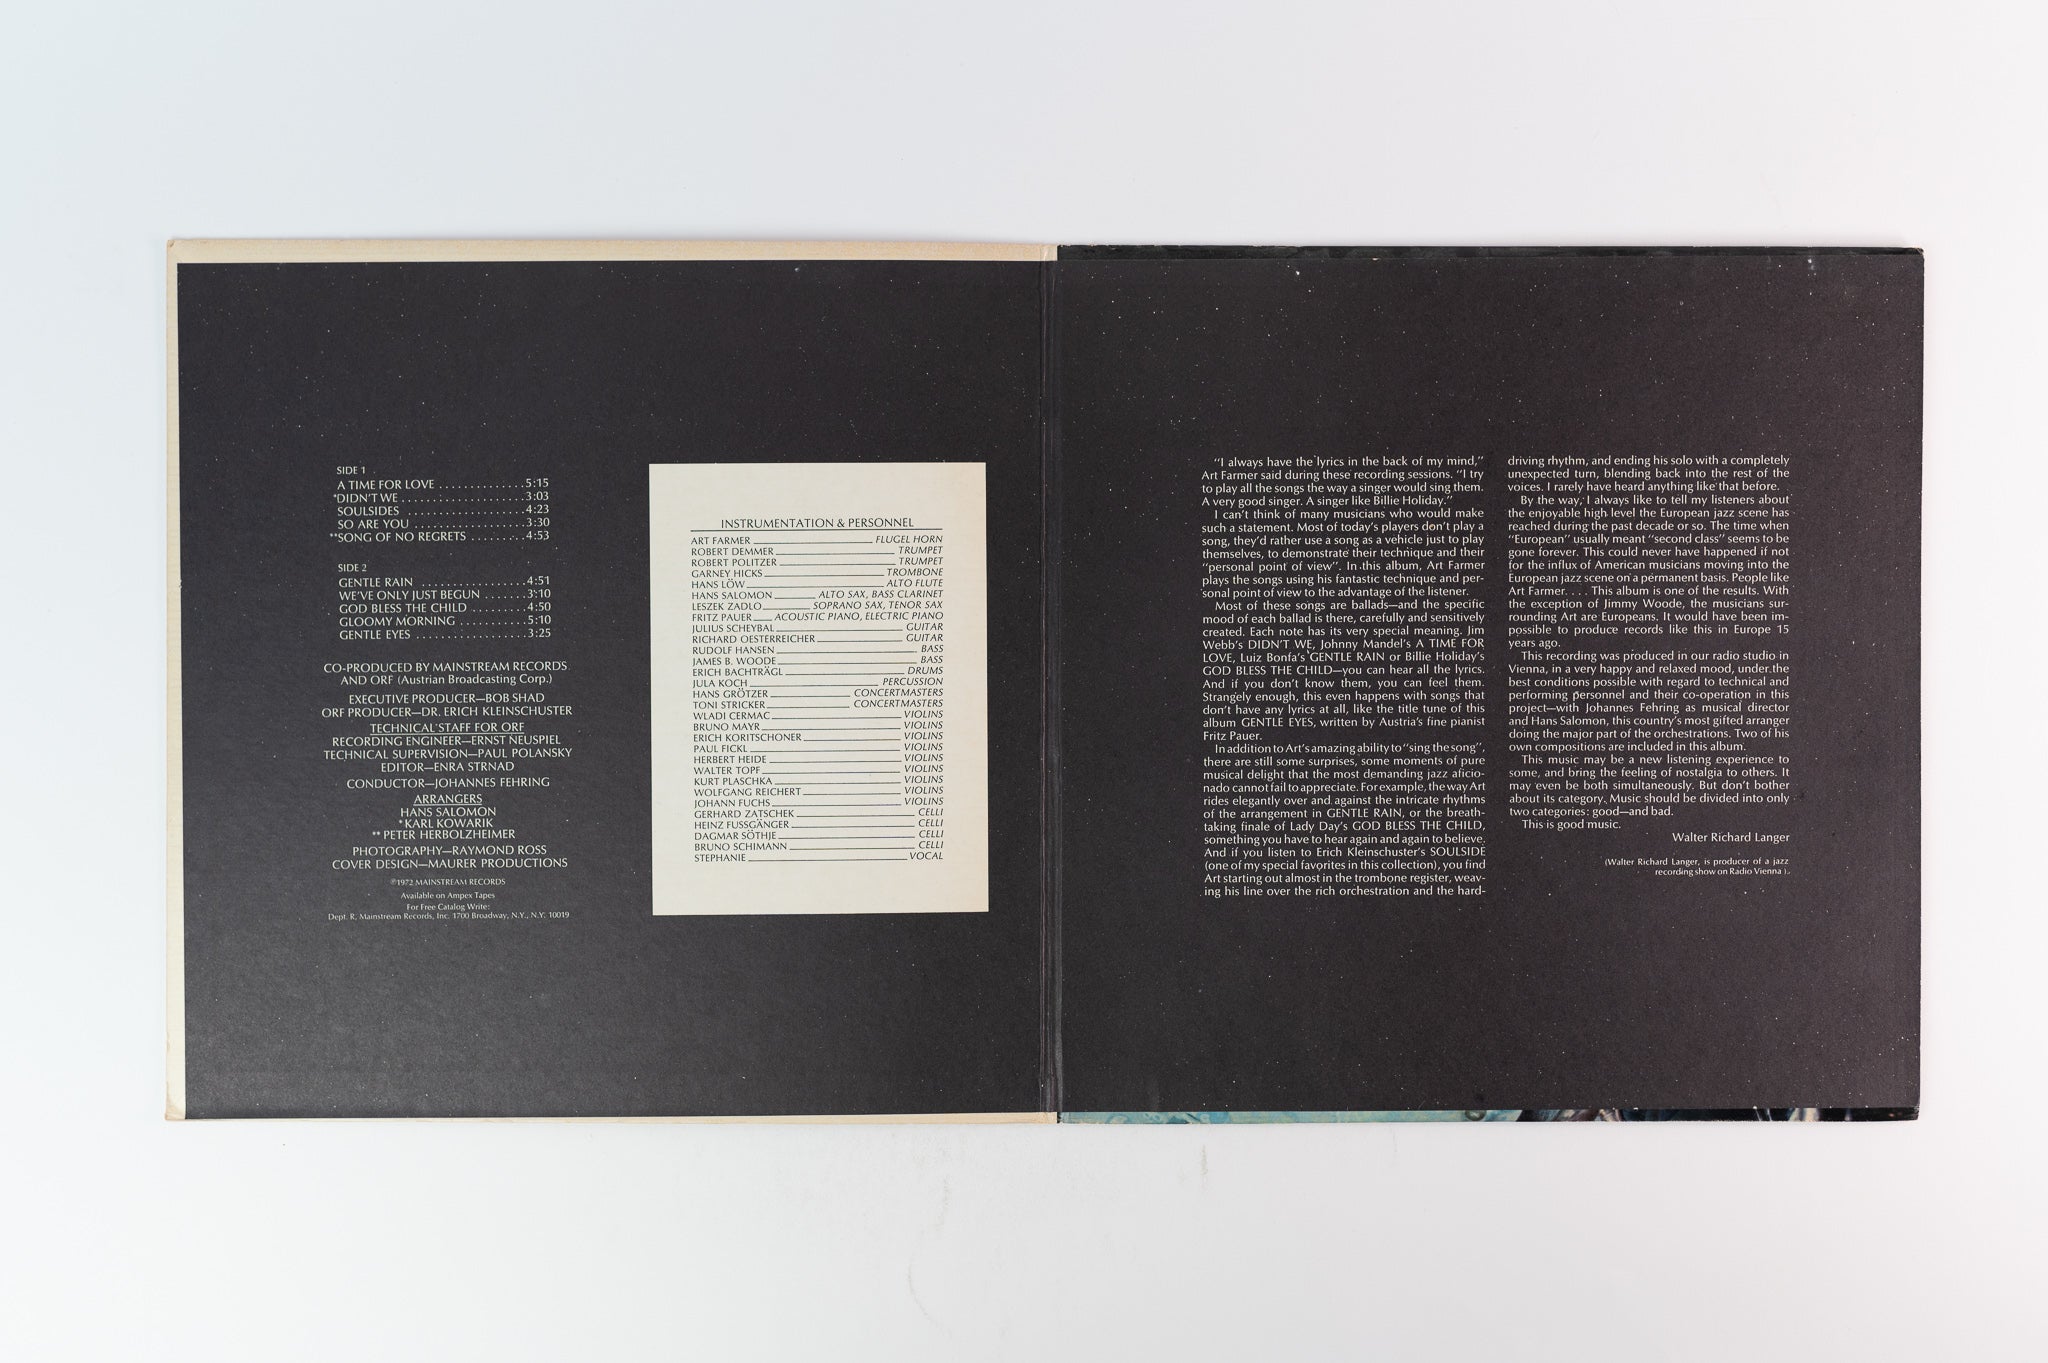 SIDE 1
A TIME FOR LOVE . . . . . . . . . . . . . 5:15
*DIDN'T WE . . . . . . . . . . . . . . . . . . 3:03
SOULSIDES . . . . . . . . . . . . . . . . . 4:23
SO ARE YOU . . . . . . . . . . . . . . . . 3:30
**SONG OF NO REGRETS . . . . . . . . . 4:53
SIDE 2
GENTLE RAIN . . . . . . . . . . . . . . . 4:51
WE'VE ONLY JUST BEGUN . . . . . . . 3:10
GOD BLESS THE CHILD . . . . . . . . . 4:50
GLOOMY MORNING . . . . . . . . . . . 5:10
GENTLE EYES . . . . . . . . . . . . . . . . 3:25
CO-PRODUCED BY MAINSTREAM RECORDS
AND ORF (Austrian Broadcasting Corp.)
EXECUTIVE PRODUCER—BOB SHAD
ORF PRODUCER—DR. ERICH KLEINSCHUSTER
TECHNICAL STAFF FOR ORF
RECORDING ENGINEER—ERNST NEUSPIEL
TECHNICAL SUPERVISION—PAUL POLANSKY
EDITOR—ENRA STRNAD
CONDUCTOR—JOHANNES FEHRING
ARRANGERS
HANS SALOMON
*KARL KOWARIK
** PETER HERBOLZHEIMER
PHOTOGRAPHY—RAYMOND ROSS
COVER DESIGN—MAURER PRODUCTIONS
℗1972 MAINSTREAM RECORDS
Available on Ampex Tapes
For Free Catalog Write:
Dept. R, Mainstream Records, Inc. 1700 Broadway, N.Y., N.Y. 10019
INSTRUMENTATION & PERSONNEL
ART FARMER FLUGEL HORN
ROBERT DEMMER TRUMPET
ROBERT POLITZER TRUMPET
GARNEY HICKS TROMBONE
HANS LÖW ALTO FLUTE
HANS SALOMON ALTO SAX, BASS CLARINET
LESZEK ZADLO SOPRANO SAX, TENOR SAX
FRITZ PAUER ACOUSTIC PIANO, ELECTRIC PIANO
JULIUS SCHEYBAL GUITAR
RICHARD OESTERREICHER GUITAR
RUDOLF HANSEN BASS
JAMES B. WOODE BASS
ERICH BACHTRÄGL DRUMS
JULA KOCH PERCUSSION
HANS GRÖTZER CONCERTMASTERS
TONI STRICKER CONCERTMASTERS
WLADI CERMAC VIOLINS
BRUNO MAYR VIOLINS
ERICH KORITSCHONER VIOLINS
PAUL FICKL VIOLINS
HERBERT HEIDE VIOLINS
WALTER TOPF VIOLINS
KURT PLASCHKA VIOLINS
WOLFGANG REICHERT VIOLINS
JOHANN FUCHS VIOLINS
GERHARD ZATSCHEK CELLI
HEINZ FUSSGÄNGER CELLI
DAGMAR SÖTHJE CELLI
BRUNO SCHIMANN CELLI
STEPHANIE VOCAL
"I always have the lyrics in the back of my mind,"
Art Farmer said during these recording sessions. "I try
to play all the songs the way a singer would sing them.
A very good singer. A singer like Billie Holiday."
I can't think of many musicians who would make
such a statement. Most of today's players don't play a
song, they'd rather use a song as a vehicle just to play
themselves, to demonstrate their technique and their
"personal point of view". In this album, Art Farmer
plays the songs using his fantastic technique and per-
sonal point of view to the advantage of the listener.
Most of these songs are ballads—and the specific
mood of each ballad is there, carefully and sensitively
created. Each note has its very special meaning. Jim
Webb's DIDN'T WE, Johnny Mandel's A TIME FOR
LOVE, Luiz Bonfa's GENTLE RAIN or Billie Holiday's
GOD BLESS THE CHILD—you can hear all the lyrics.
And if you don't know them, you can feel them.
Strangely enough, this even happens with songs that
don't have any lyrics at all, like the title tune of this
album GENTLE EYES, written by Austria's fine pianist
Fritz Pauer.
In addition to Art's amazing ability to "sing the song",
there are still some surprises, some moments of pure
musical delight that the most demanding jazz aficio-
nado cannot fail to appreciate. For example, the way Art
rides elegantly over and against the intricate rhythms
of the arrangement in GENTLE RAIN, or the breath-
taking finale of Lady Day's GOD BLESS THE CHILD,
something you have to hear again and again to believe.
And if you listen to Erich Kleinschuster's SOULSIDE
(one of my special favorites in this collection), you find
Art starting out almost in the trombone register, weav-
ing his line over the rich orchestration and the hard-
driving rhythm, and ending his solo with a completely
unexpected turn, blending back into the rest of the
voices. I rarely have heard anything like that before.
By the way, I always like to tell my listeners about
the enjoyable high level the European jazz scene has
reached during the past decade or so. The time when
"European" usually meant "second class" seems to be
gone forever. This could never have happened if not
for the influx of American musicians moving into the
European jazz scene on a permanent basis. People like
Art Farmer. . . . This album is one of the results. With
the exception of Jimmy Woode, the musicians sur-
rounding Art are Europeans. It would have been im-
possible to produce records like this in Europe 15
years ago.
This recording was produced in our radio studio in
Vienna, in a very happy and relaxed mood, under the
best conditions possible with regard to technical and
performing personnel and their co-operation in this
project—with Johannes Fehring as musical director
and Hans Salomon, this country's most gifted arranger
doing the major part of the orchestrations. Two of his
own compositions are included in this album.
This music may be a new listening experience to
some, and bring the feeling of nostalgia to others. It
may even be both simultaneously. But don't bother
about its category. Music should be divided into only
two categories: good—and bad.
This is good music.
Walter Richard Langer
(Walter Richard Langer, is producer of a jazz
recording show on Radio Vienna ).